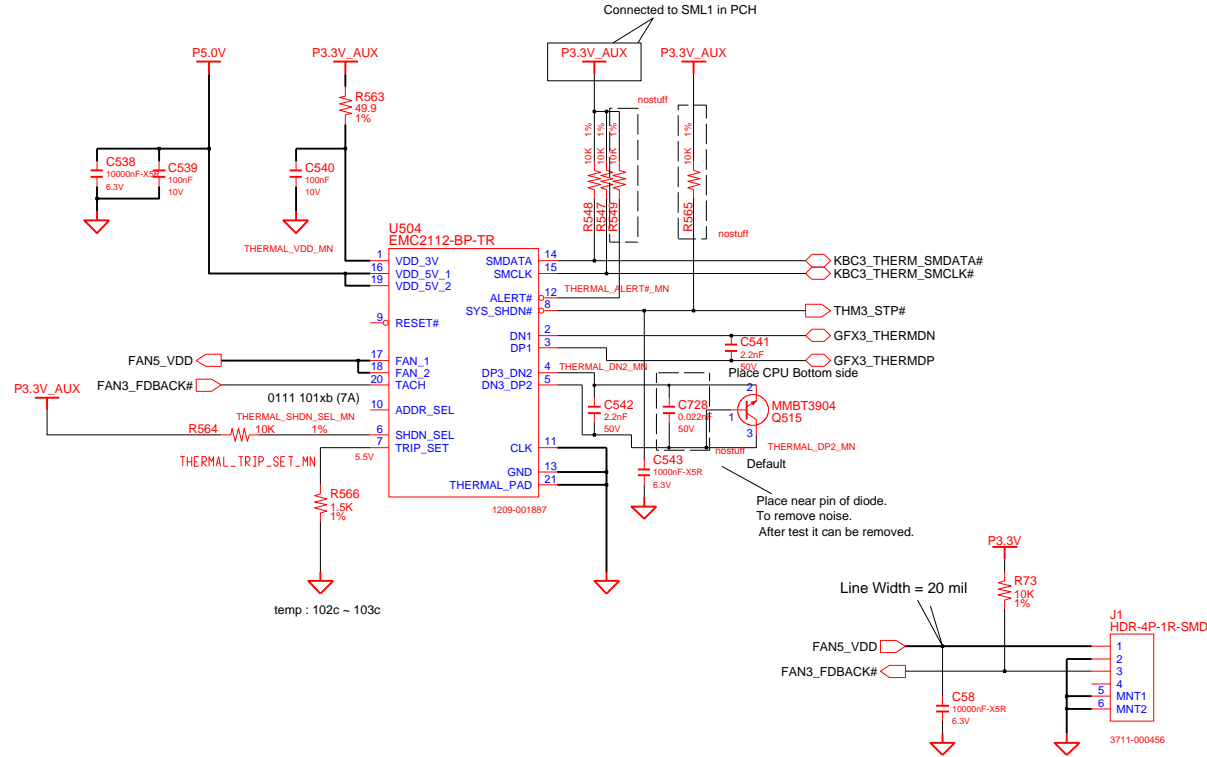 Connected to SML1 in PCH
P5.0V
P3.3V_AUX
P3.3V_AUX
P3.3V_AUX
R563
49.9
1%
nostuff
C538
10000nF-X5R
6.3V
C539
100nF
10V
C540
100nF
10V
10K 1%
10K 1%
10K 1%
10K 1%
R548
R547
R549
R565
nostuff
U504
EMC2112-BP-TR
THERMAL_VDD_MN
1 VDD_3V
16 VDD_5V_1
19 VDD_5V_2
9 RESET#
17 FAN_1
18 FAN_2
20 TACH
10 ADDR_SEL
6 SHDN_SEL
7 TRIP_SET
SMDATA 14
SMCLK 15
ALERT# 12
SYS_SHDN# 8
DN1 2
DP1 3
DP3_DN2 4
DN3_DP2 5
CLK 11
GND 13
THERMAL_PAD 21
1209-001887
KBC3_THERM_SMDATA#
KBC3_THERM_SMCLK#
THERMAL_ALERT#_MN
THM3_STP#
GFX3_THERMDN
C541
2.2nF
50V
GFX3_THERMDP
FAN5_VDD
FAN3_FDBACK#
P3.3V_AUX
0111 101xb (7A)
THERMAL_SHDN_SEL_MN
R564 10K 1%
THERMAL_TRIP_SET_MN
5.5V
R566
1.5K
1%
temp : 102c ~ 103c
THERMAL_DN2_MN
Place CPU Bottom side
C542
2.2nF
50V
C728
0.022nF
50V
nostuff
2
1
3
MMBT3904
Q515
THERMAL_DP2_MN
C543
1000nF-X5R
6.3V
Default
Place near pin of diode.
To remove noise.
After test it can be removed.
P3.3V
R73
10K
1%
Line Width = 20 mil
J1
HDR-4P-1R-SMD
FAN5_VDD
FAN3_FDBACK#
1
2
3
4
5 MNT1
6 MNT2
C58
10000nF-X5R
6.3V
3711-000456